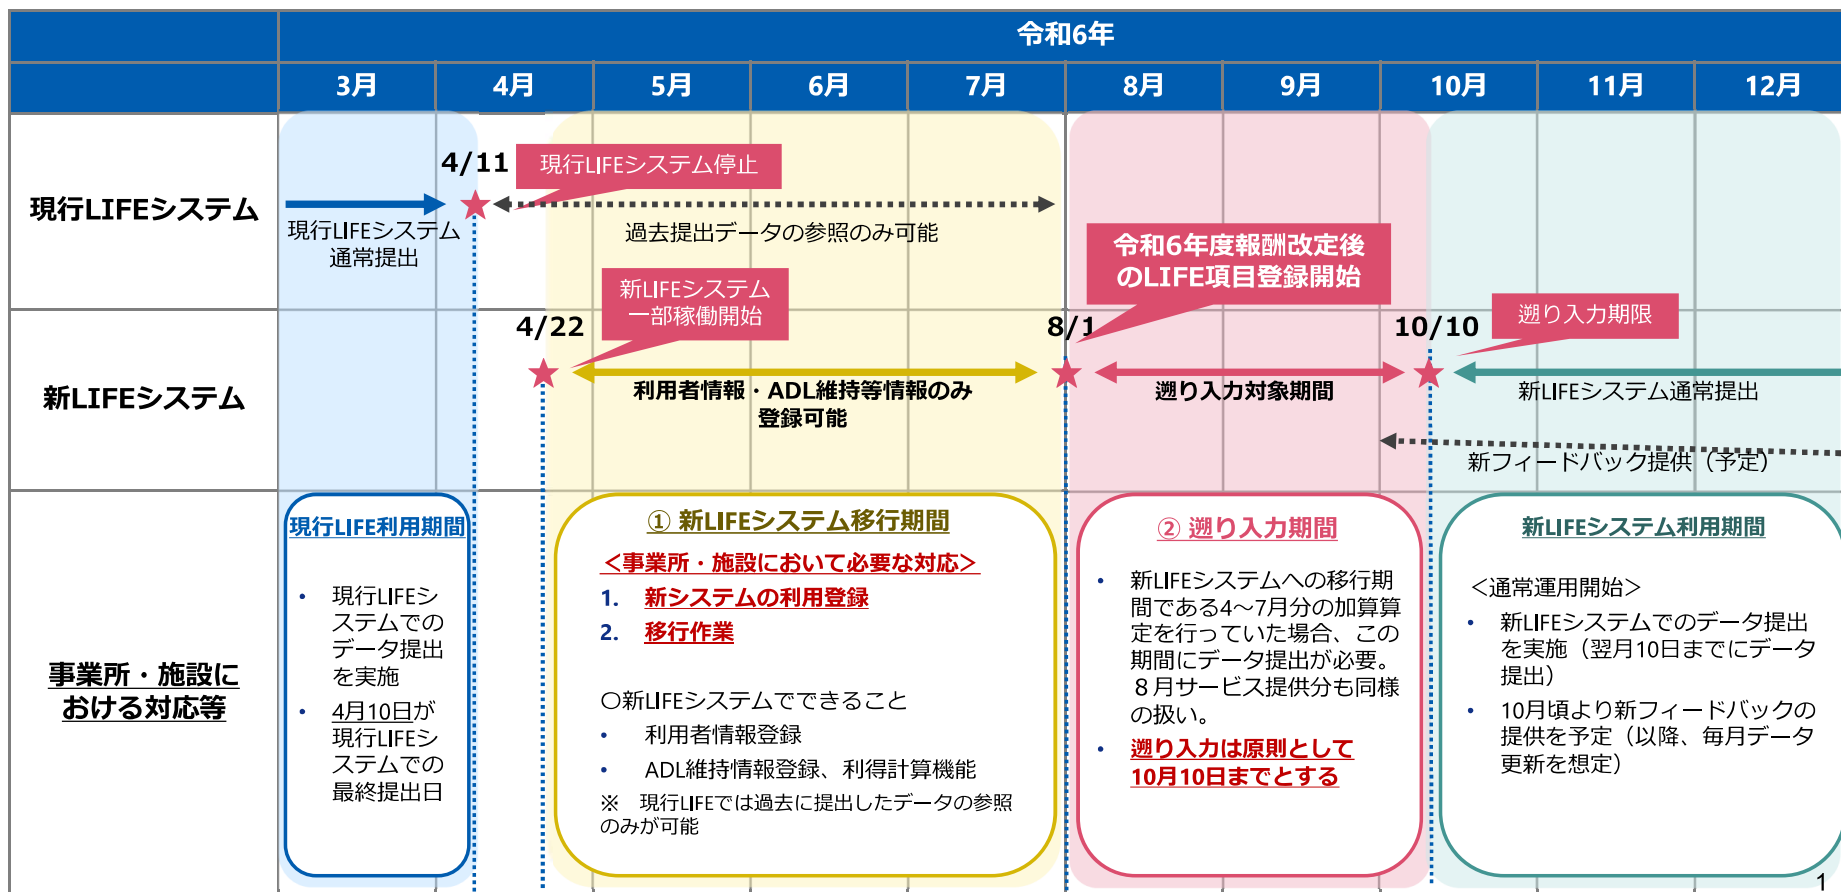 令和6年
3月 4月 5月 6月 7月 8月 9月 10月 11月 12月
現行LIFEシステム
4/11
現行LIFEシステム停止
現行LIFEシステム
通常提出
過去提出データの参照のみ可能
令和6年度報酬改定後
のLIFE項目登録開始
新LIFEシステム
一部稼働開始
新LIFEシステム
4/22
8/1
10/10
遡り入力期限
利用者情報・ADL維持等情報のみ
登録可能
遡り入力対象期間
新LIFEシステム通常提出
新フィードバック提供（予定）
事業所・施設に
おける対応等
現行LIFE利用期間
• 現行LIFEシ
ステムでの
データ提出
を実施
• 4月10日が
現行LIFEシ
ステムでの
最終提出日
① 新LIFEシステム移行期間
＜事業所・施設において必要な対応＞
1. 新システムの利用登録
2. 移行作業
〇新LIFEシステムでできること
• 利用者情報登録
• ADL維持情報登録、利得計算機能
※ 現行LIFEでは過去に提出したデータの参照
のみが可能
② 遡り入力期間
• 新LIFEシステムへの移行期
間である4～7月分の加算算
定を行っていた場合、この
期間にデータ提出が必要。
８月サービス提供分も同様
の扱い。
• 遡り入力は原則として
10月10日までとする
新LIFEシステム利用期間
＜通常運用開始＞
• 新LIFEシステムでのデータ提出
を実施（翌月10日までにデータ
提出）
• 10月頃より新フィードバックの
提供を予定（以降、毎月データ
更新を想定）
1